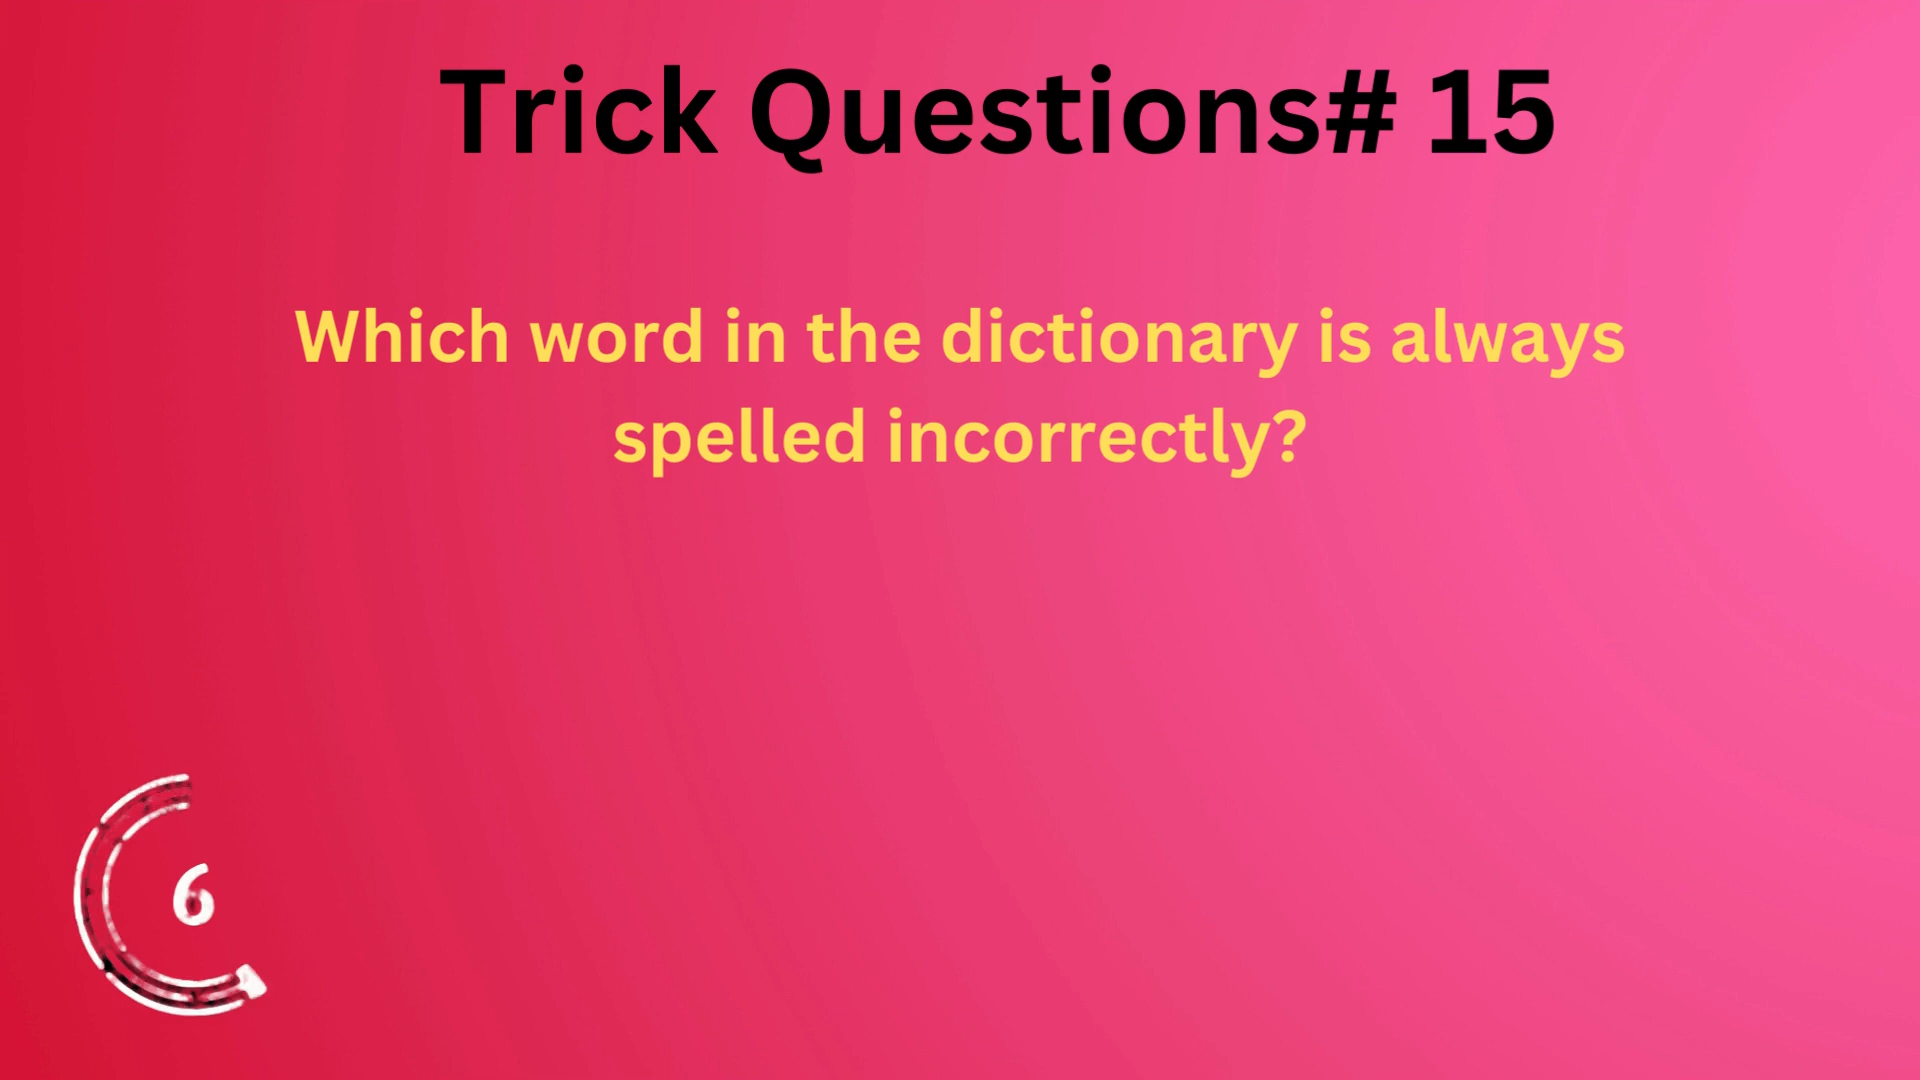 Trick Questions# 15
Which word in the dictionary is always
spelled incorrectly?
6